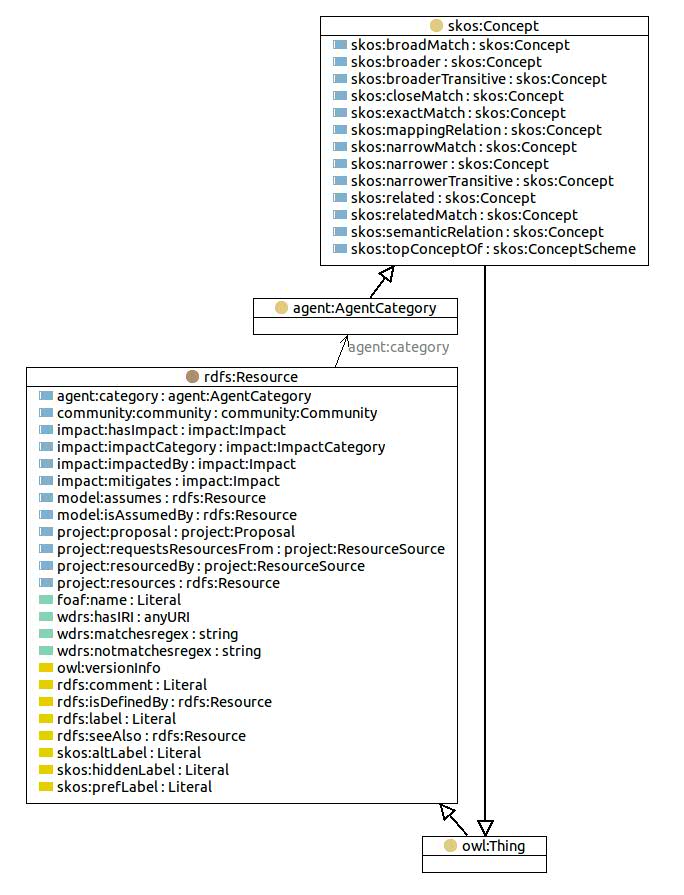 skos:Concept
skos:broadMatch : skos:Concept
skos:broader : skos:Concept
skos:broaderTransitive : skos:Concept
skos:closeMatch : skos:Concept
skos:exactMatch : skos:Concept
skos:mappingRelation : skos:Concept
skos:narrowMatch : skos:Concept
skos:narrower : skos:Concept
skos:narrowerTransitive : skos:Concept
skos:related : skos:Concept
skos:relatedMatch : skos:Concept
skos:semanticRelation : skos:Concept
skos:topConceptOf : skos:ConceptScheme
agent:AgentCategory
agent:category
rdfs:Resource
agent:category : agent:AgentCategory
community:community : community:Community
impact:hasImpact : impact:Impact
impact:impactCategory : impact:ImpactCategory
impact:impactedBy : impact:Impact
impact:mitigates : impact:Impact
model:assumes : rdfs:Resource
model:isAssumedBy : rdfs:Resource
project:proposal : project:Proposal
project:requestsResourcesFrom : project:ResourceSource
project:resourcedBy : project:ResourceSource
project:resources : rdfs:Resource
foaf:name : Literal
wdrs:hasIRI : anyURI
wdrs:matchesregex : string
wdrs:notmatchesregex : string
owl:versionInfo
rdfs:comment : Literal
rdfs:isDefinedBy : rdfs:Resource
rdfs:label : Literal
rdfs:seeAlso : rdfs:Resource
skos:altLabel : Literal
skos:hiddenLabel : Literal
skos:prefLabel : Literal
owl:Thing